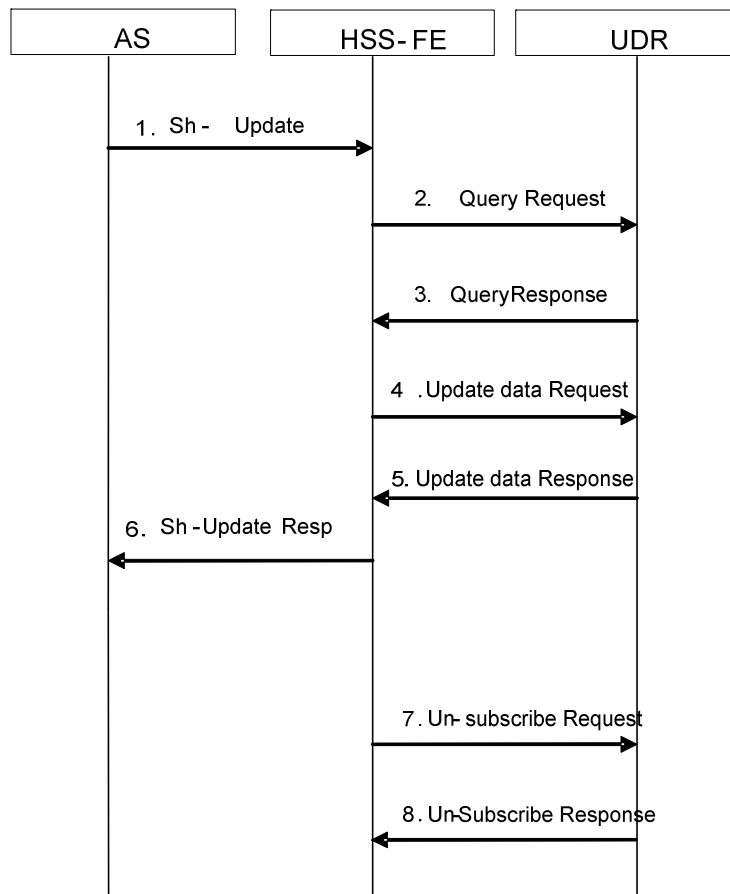 AS
HSS-FE
UDR
1. Sh - Update
2. Query Request
3. QueryResponse
4 . Update data Request
5. Update data Response
6. Sh -Update Resp
7. Un- subscribe Request
8. Un-Subscribe Response